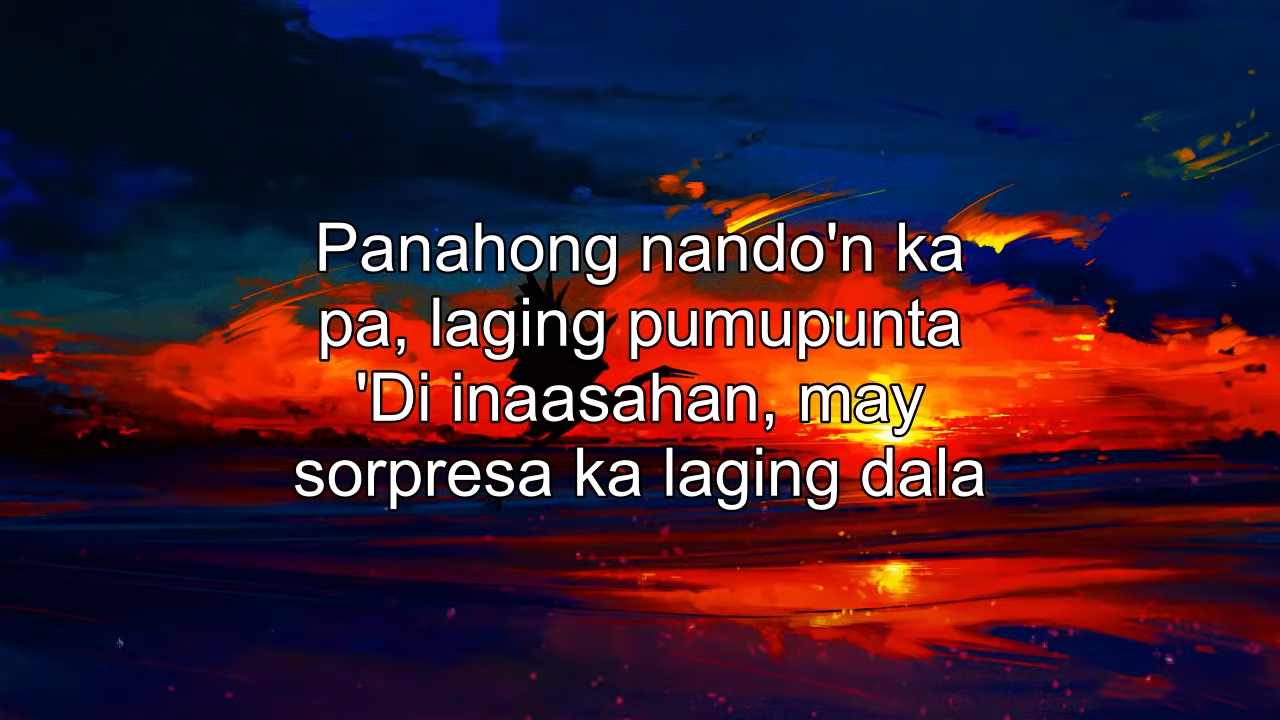 Panahong nando'n ka
pa, laging pumupunta
'Di inaasahan, may
sorpresa ka laging dala